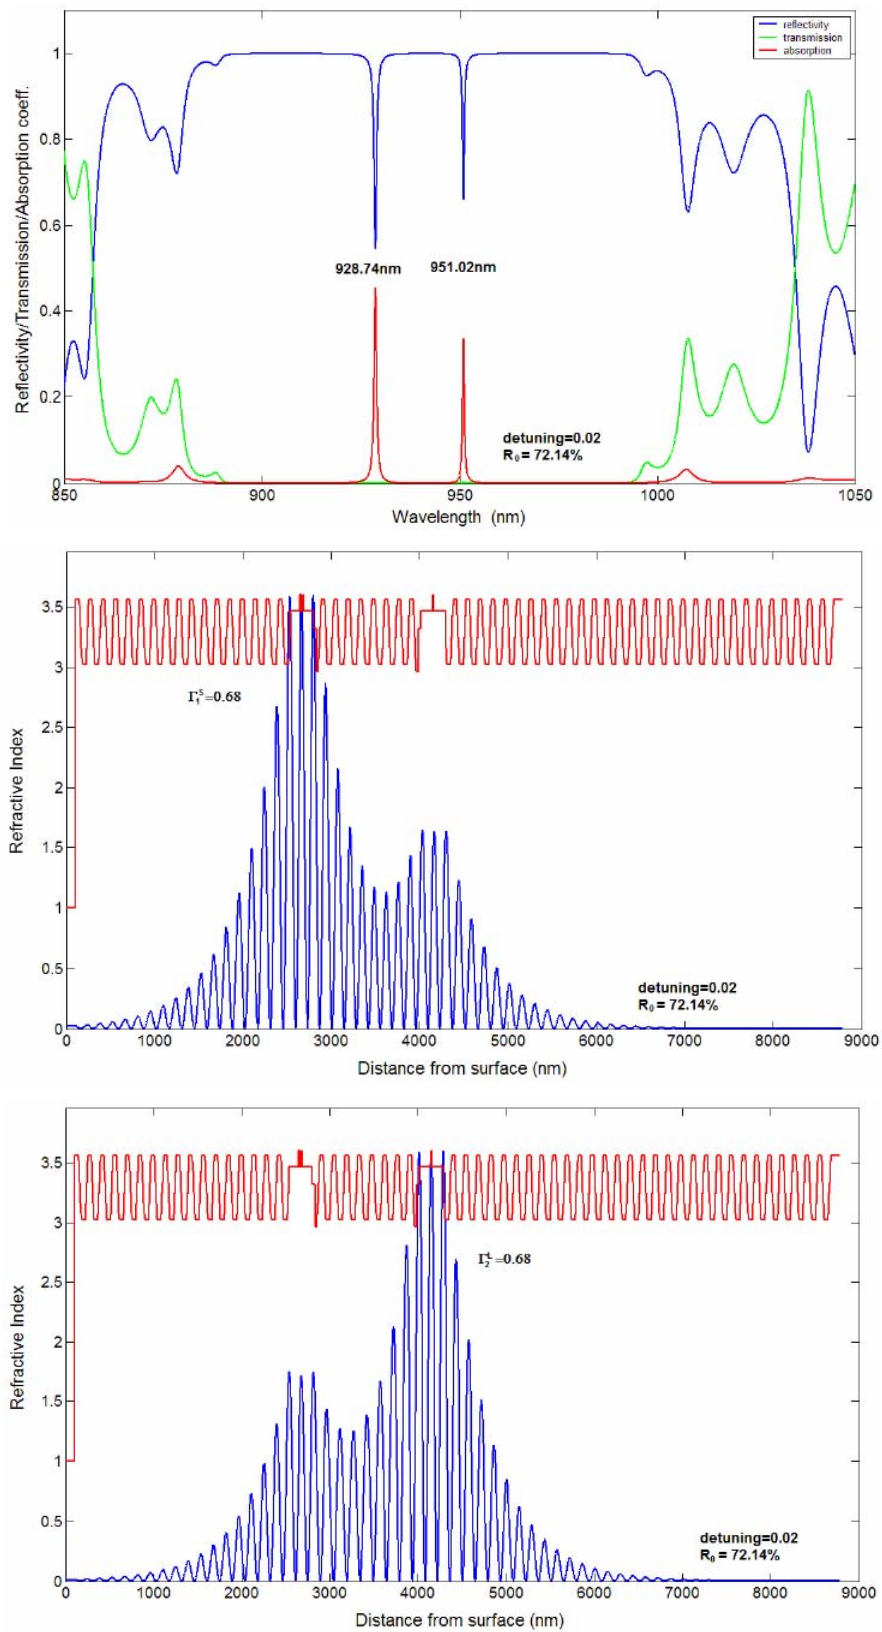 reflectivity
transmission
absorption
Reflectivity/Transmission/Absorption coeff.
1
0.8
0.6
0.4
0.2
0
928.74nm
951.02nm
detuning=0.02
R₀ = 72.14%
850
900
950
1000
1050
Wavelength (nm)
Refractive Index
3.5
3
2.5
2
1.5
1
0.5
0
Γ₁ˢ=0.68
detuning=0.02
R₀ = 72.14%
0
1000
2000
3000
4000
5000
6000
7000
8000
9000
Distance from surface (nm)
Refractive Index
3.5
3
2.5
2
1.5
1
0.5
0
Γ₂ᴸ=0.68
detuning=0.02
R₀ = 72.14%
0
1000
2000
3000
4000
5000
6000
7000
8000
9000
Distance from surface (nm)